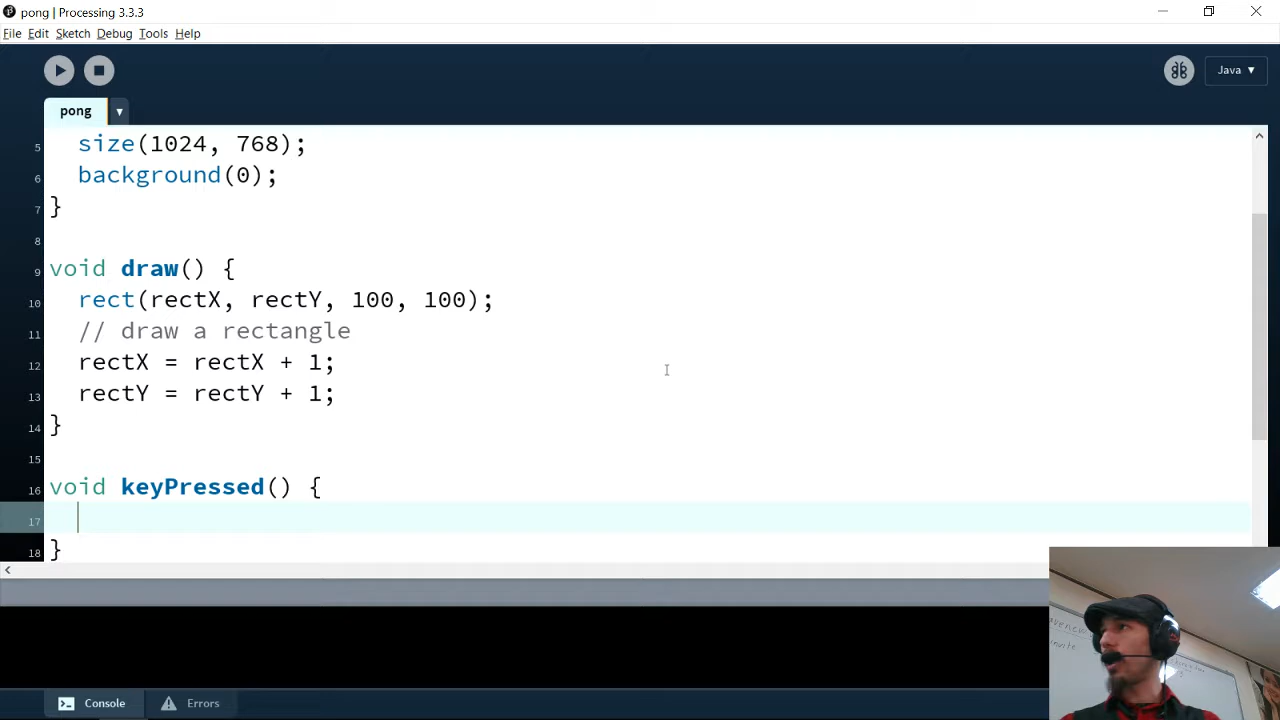 pong | Processing 3.3.3
File Edit Sketch Debug Tools Help
Java ▼
pong ▼
5 size(1024, 768);
6 background(0);
7 }
8
9 void draw() {
10 rect(rectX, rectY, 100, 100);
11 // draw a rectangle
12 rectX = rectX + 1;
13 rectY = rectY + 1;
14 }
15
16 void keyPressed() {
17
18 }
Console Errors